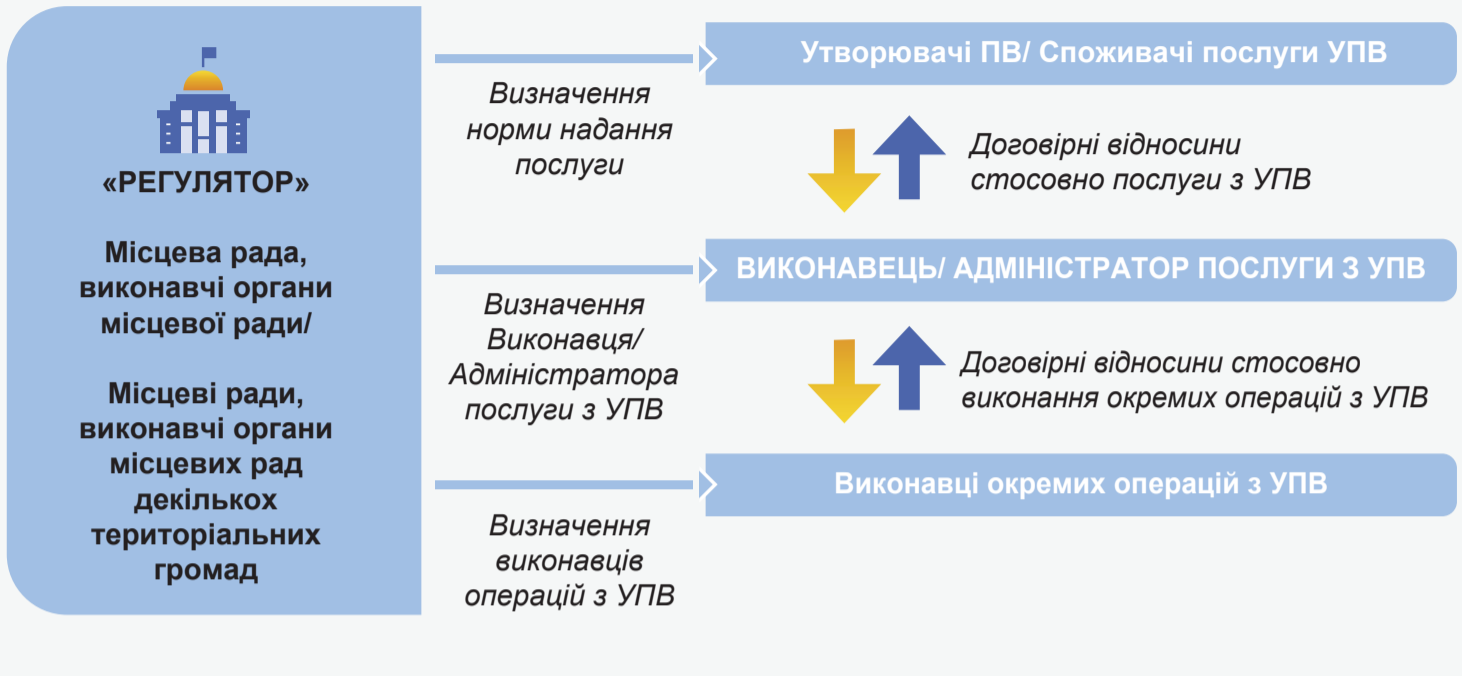 «РЕГУЛЯТОР»
Місцева рада,
виконавчі органи
місцевої ради/
Місцеві ради,
виконавчі органи
місцевих рад
декількох
територіальних
громад
Визначення
норми надання
послуги
Визначення
Виконавця/
Адміністратора
послуги з УПВ
Визначення
виконавців
операцій з УПВ
Утворювачі ПВ/ Споживачі послуги УПВ
Договірні відносини
стосовно послуги з УПВ
ВИКОНАВЕЦЬ/ АДМІНІСТРАТОР ПОСЛУГИ З УПВ
Договірні відносини стосовно
виконання окремих операцій з УПВ
Виконавці окремих операцій з УПВ